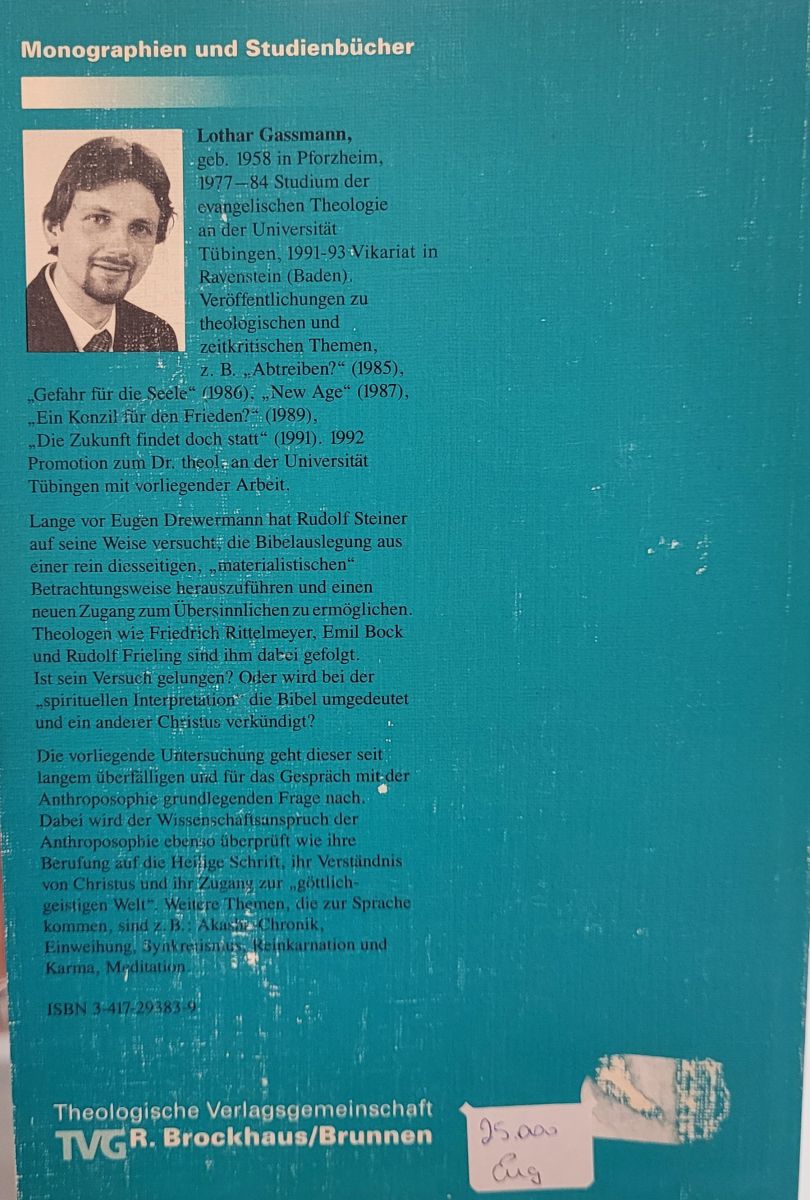 Monographien und Studienbücher
Lothar Gassmann,
geb. 1958 in Pforzheim,
1977–84 Studium der
evangelischen Theologie
an der Universität
Tübingen, 1991-93 Vikariat in
Ravenstein (Baden).
Veröffentlichungen zu
theologischen und
zeitkritischen Themen,
z. B. „Abtreiben?“ (1985),
„Gefahr für die Seele“ (1986), „New Age“ (1987),
„Ein Konzil für den Frieden?“ (1989),
„Die Zukunft findet doch statt“ (1991). 1992
Promotion zum Dr. theol. an der Universität
Tübingen mit vorliegender Arbeit.
Lange vor Eugen Drewermann hat Rudolf Steiner
auf seine Weise versucht, die Bibelauslegung aus
einer rein diesseitigen, „materialistischen“
Betrachtungsweise herauszuführen und einen
neuen Zugang zum Übersinnlichen zu ermöglichen.
Theologen wie Friedrich Rittelmeyer, Emil Bock
und Rudolf Frieling sind ihm dabei gefolgt.
Ist sein Versuch gelungen? Oder wird bei der
„spirituellen Interpretation“ die Bibel umgedeutet
und ein anderer Christus verkündigt?
Die vorliegende Untersuchung geht dieser seit
langem überfälligen und für das Gespräch mit der
Anthroposophie grundlegenden Frage nach.
Dabei wird der Wissenschaftsanspruch der
Anthroposophie ebenso überprüft wie ihre
Berufung auf die Heilige Schrift, ihr Verständnis
von Christus und ihr Zugang zur „göttlich-
geistigen Welt“. Weitere Themen, die zur Sprache
kommen, sind z. B.: Akasha-Chronik,
Einweihung, Synkretismus, Reinkarnation und
Karma, Meditation.
ISBN 3-417-29383-9
Theologische Verlagsgemeinschaft
TVG R. Brockhaus/Brunnen
25.000
Eug